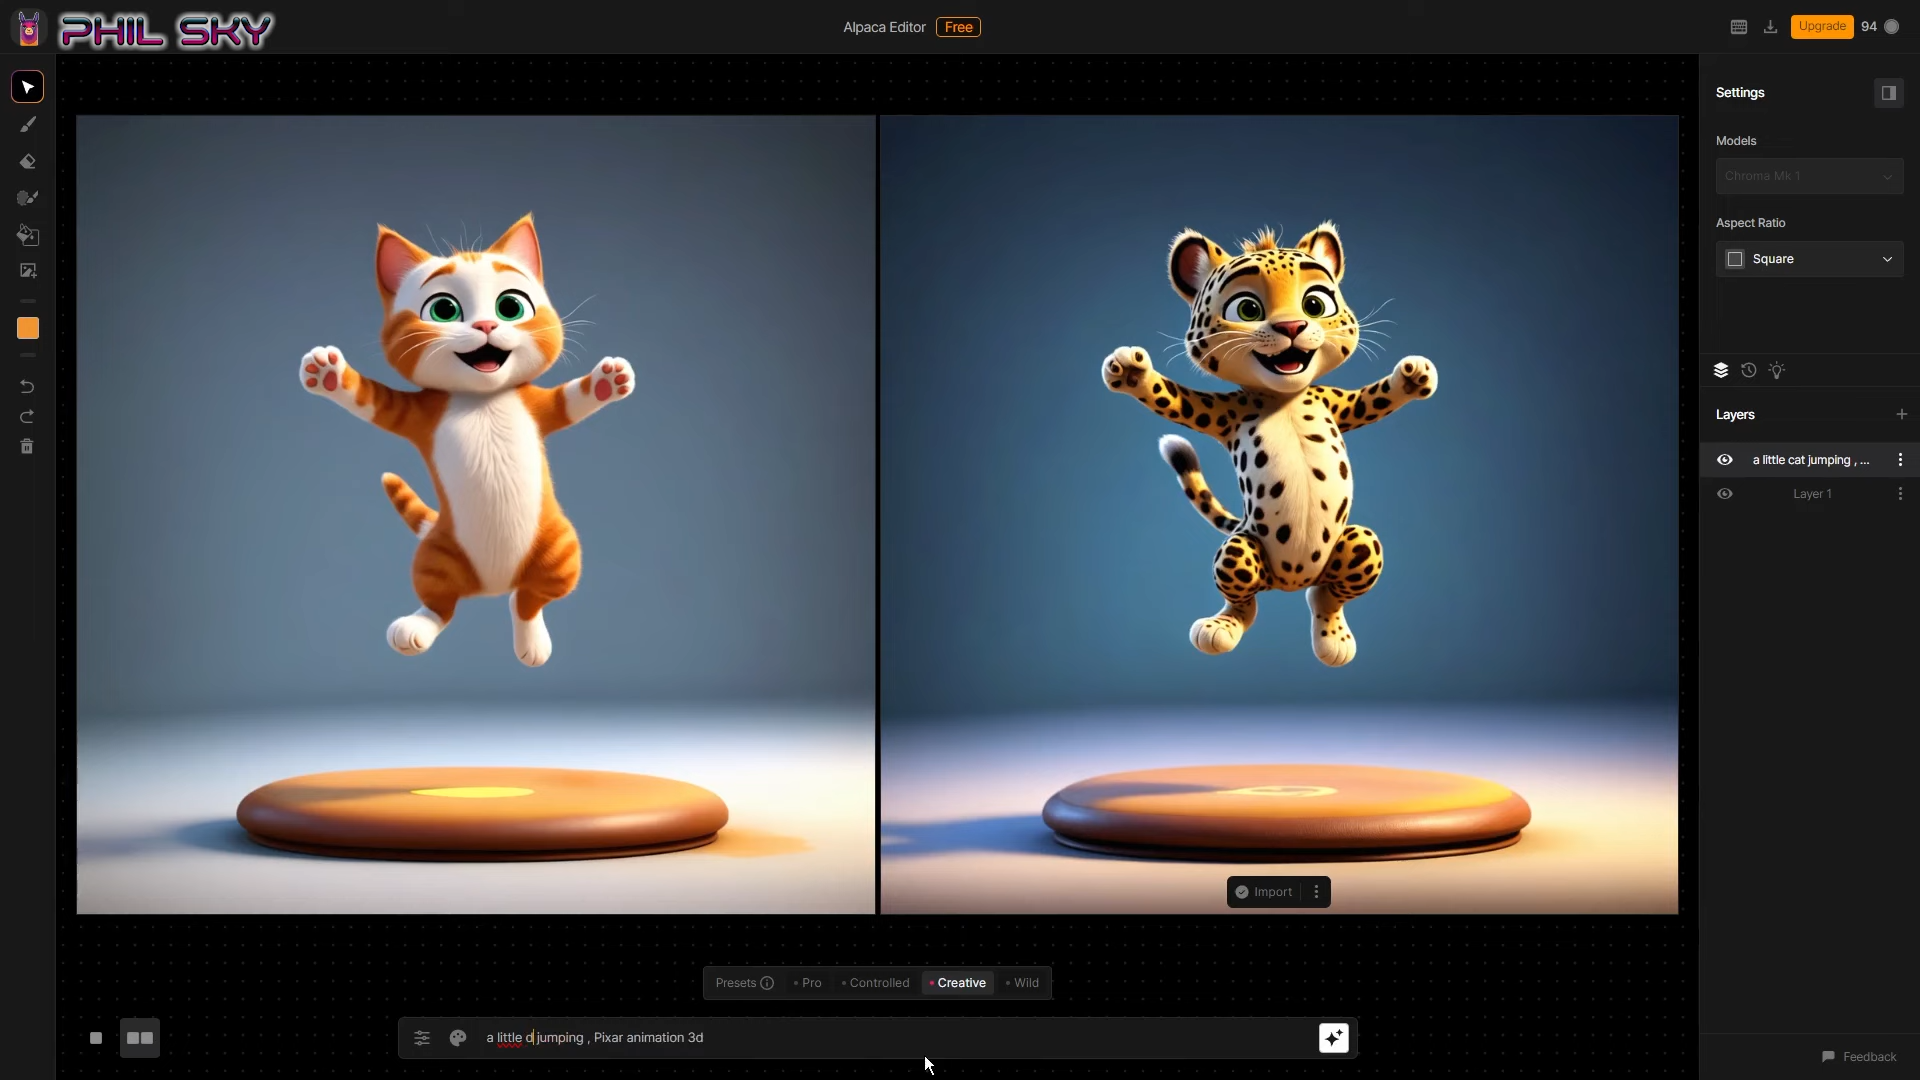 PHIL SKY
Alpaca Editor Free
Upgrade 94
Settings
Models
Chroma Mk 1
Aspect Ratio
Square
Layers
a little cat jumping , ...
Layer 1
Import
Presets Pro Controlled Creative Wild
a little d jumping , Pixar animation 3d
Feedback